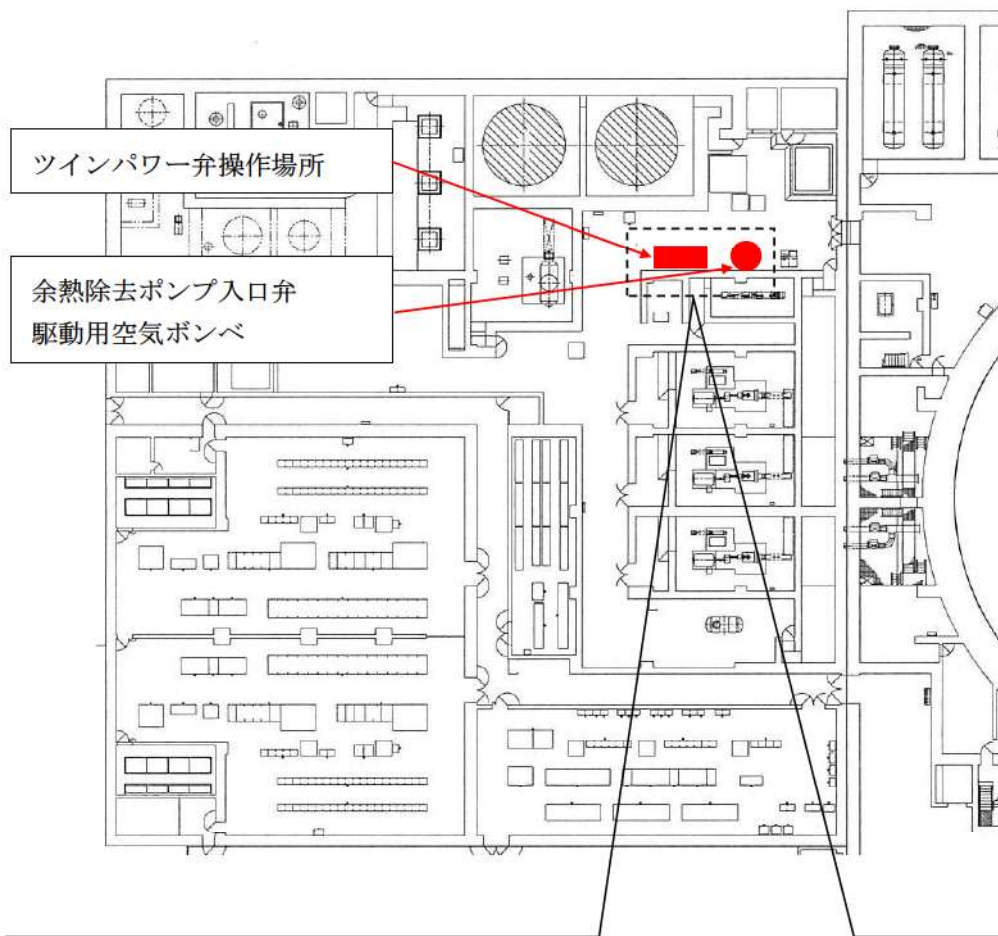 ツインパワー弁操作場所
余熱除去ポンプ入口弁
駆動用空気ボンベ